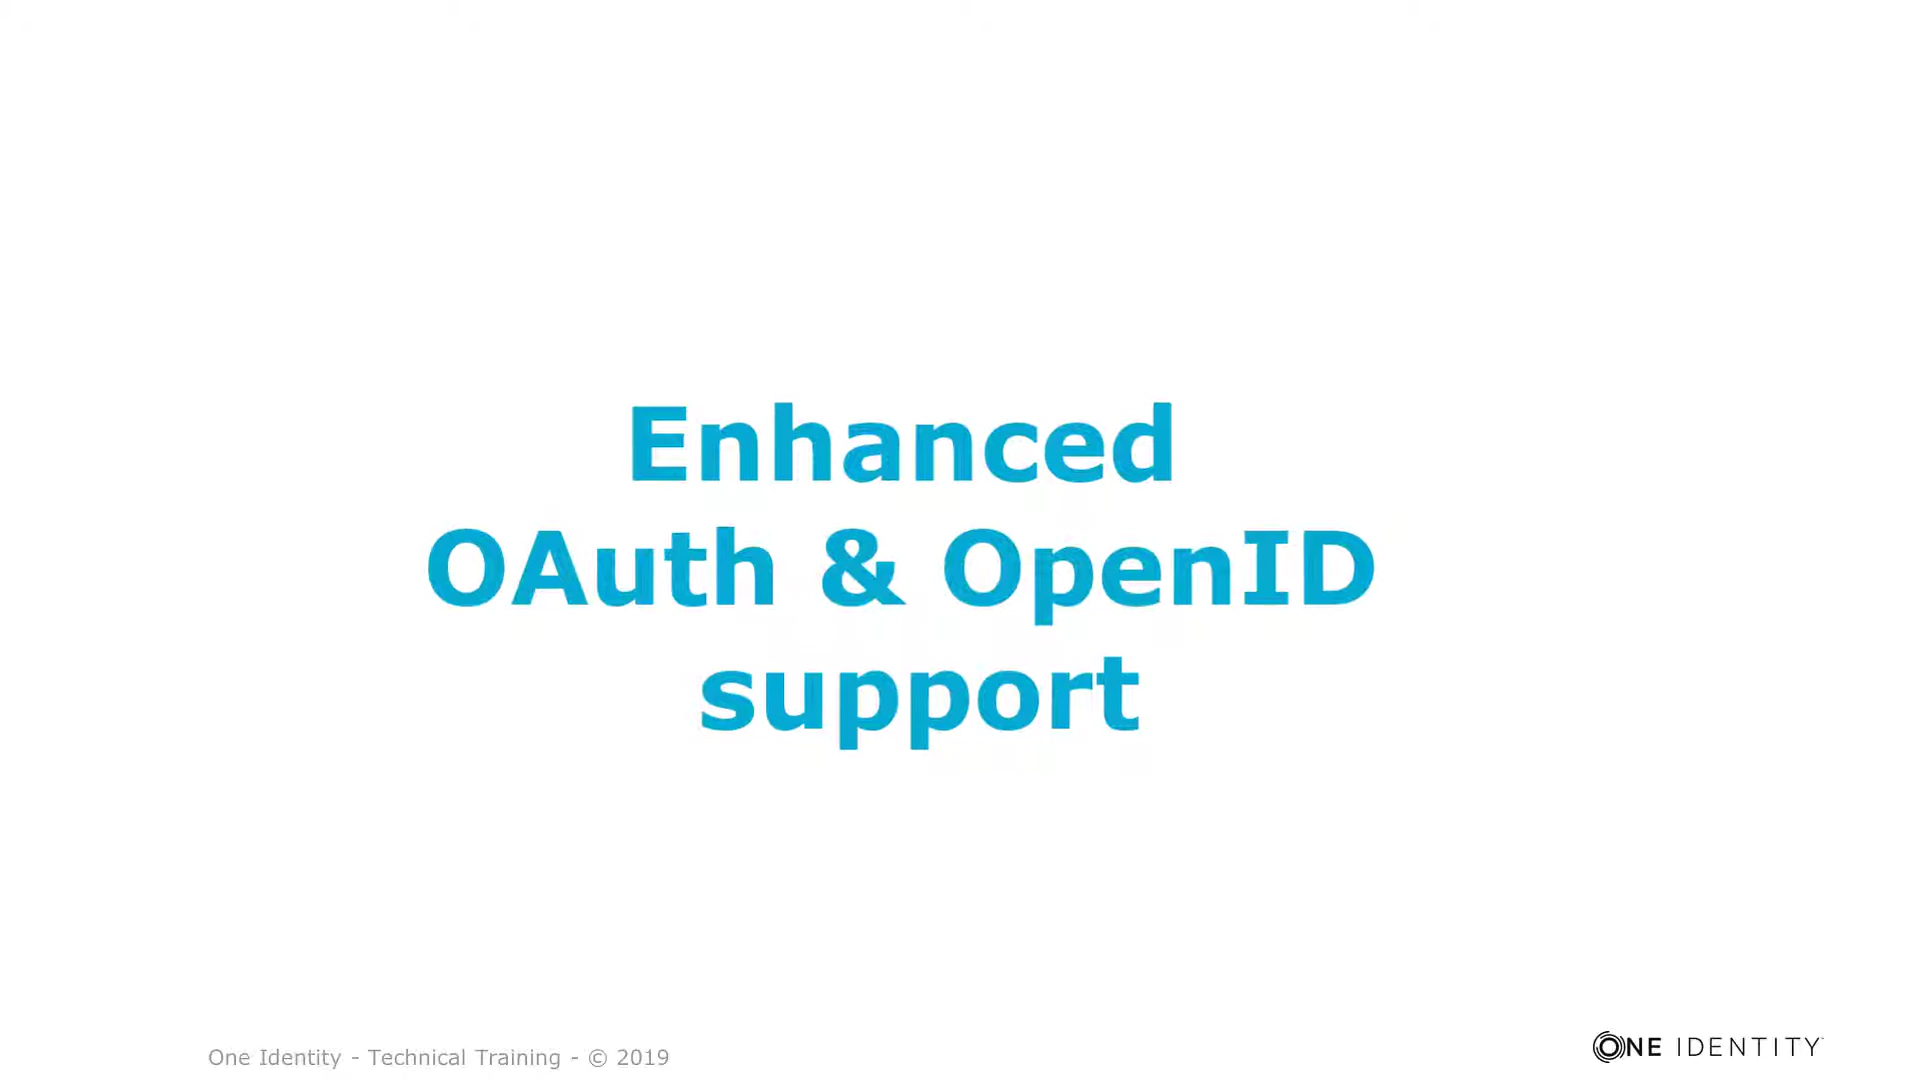 Enhanced
OAuth & OpenID
support
One Identity - Technical Training - © 2019
ONE IDENTITY